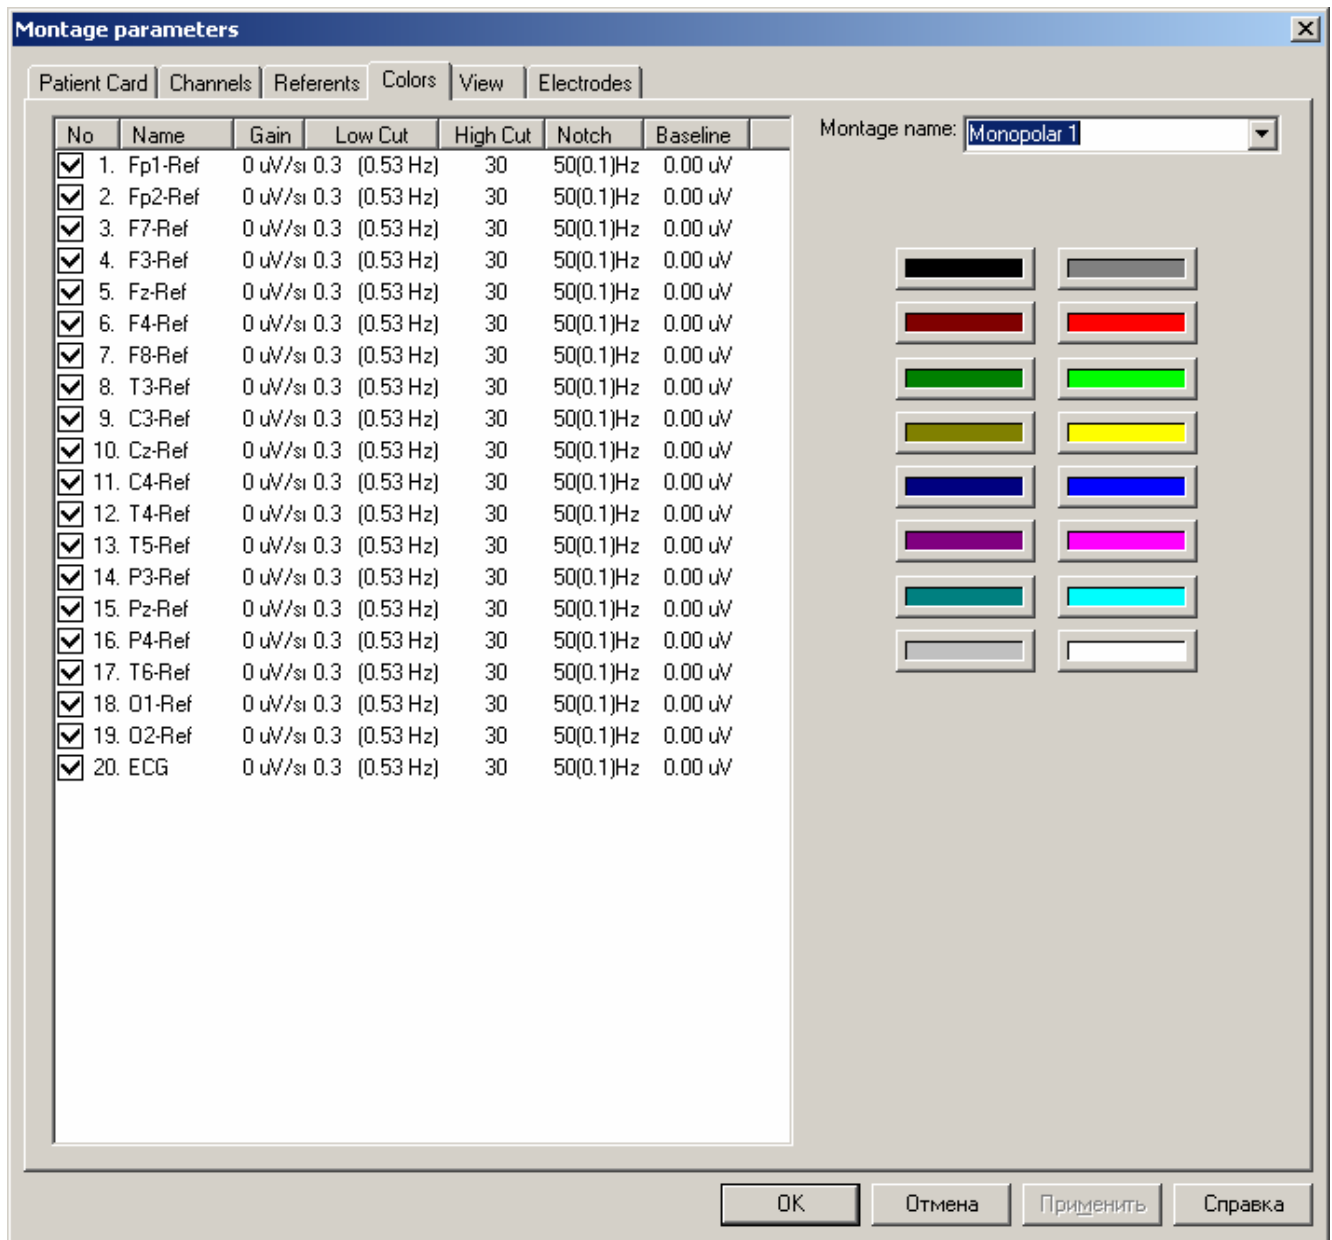 Montage parameters
Patient Card Channels Referents Colors View Electrodes
No Name Gain Low Cut High Cut Notch Baseline
Montage name: Monopolar 1
1. Fp1-Ref 0 uV/s 0.3 (0.53 Hz) 30 50(0.1)Hz 0.00 uV
2. Fp2-Ref 0 uV/s 0.3 (0.53 Hz) 30 50(0.1)Hz 0.00 uV
3. F7-Ref 0 uV/s 0.3 (0.53 Hz) 30 50(0.1)Hz 0.00 uV
4. F3-Ref 0 uV/s 0.3 (0.53 Hz) 30 50(0.1)Hz 0.00 uV
5. Fz-Ref 0 uV/s 0.3 (0.53 Hz) 30 50(0.1)Hz 0.00 uV
6. F4-Ref 0 uV/s 0.3 (0.53 Hz) 30 50(0.1)Hz 0.00 uV
7. F8-Ref 0 uV/s 0.3 (0.53 Hz) 30 50(0.1)Hz 0.00 uV
8. T3-Ref 0 uV/s 0.3 (0.53 Hz) 30 50(0.1)Hz 0.00 uV
9. C3-Ref 0 uV/s 0.3 (0.53 Hz) 30 50(0.1)Hz 0.00 uV
10. Cz-Ref 0 uV/s 0.3 (0.53 Hz) 30 50(0.1)Hz 0.00 uV
11. C4-Ref 0 uV/s 0.3 (0.53 Hz) 30 50(0.1)Hz 0.00 uV
12. T4-Ref 0 uV/s 0.3 (0.53 Hz) 30 50(0.1)Hz 0.00 uV
13. T5-Ref 0 uV/s 0.3 (0.53 Hz) 30 50(0.1)Hz 0.00 uV
14. P3-Ref 0 uV/s 0.3 (0.53 Hz) 30 50(0.1)Hz 0.00 uV
15. Pz-Ref 0 uV/s 0.3 (0.53 Hz) 30 50(0.1)Hz 0.00 uV
16. P4-Ref 0 uV/s 0.3 (0.53 Hz) 30 50(0.1)Hz 0.00 uV
17. T6-Ref 0 uV/s 0.3 (0.53 Hz) 30 50(0.1)Hz 0.00 uV
18. O1-Ref 0 uV/s 0.3 (0.53 Hz) 30 50(0.1)Hz 0.00 uV
19. O2-Ref 0 uV/s 0.3 (0.53 Hz) 30 50(0.1)Hz 0.00 uV
20. ECG 0 uV/s 0.3 (0.53 Hz) 30 50(0.1)Hz 0.00 uV
OK Отмена Применить Справка